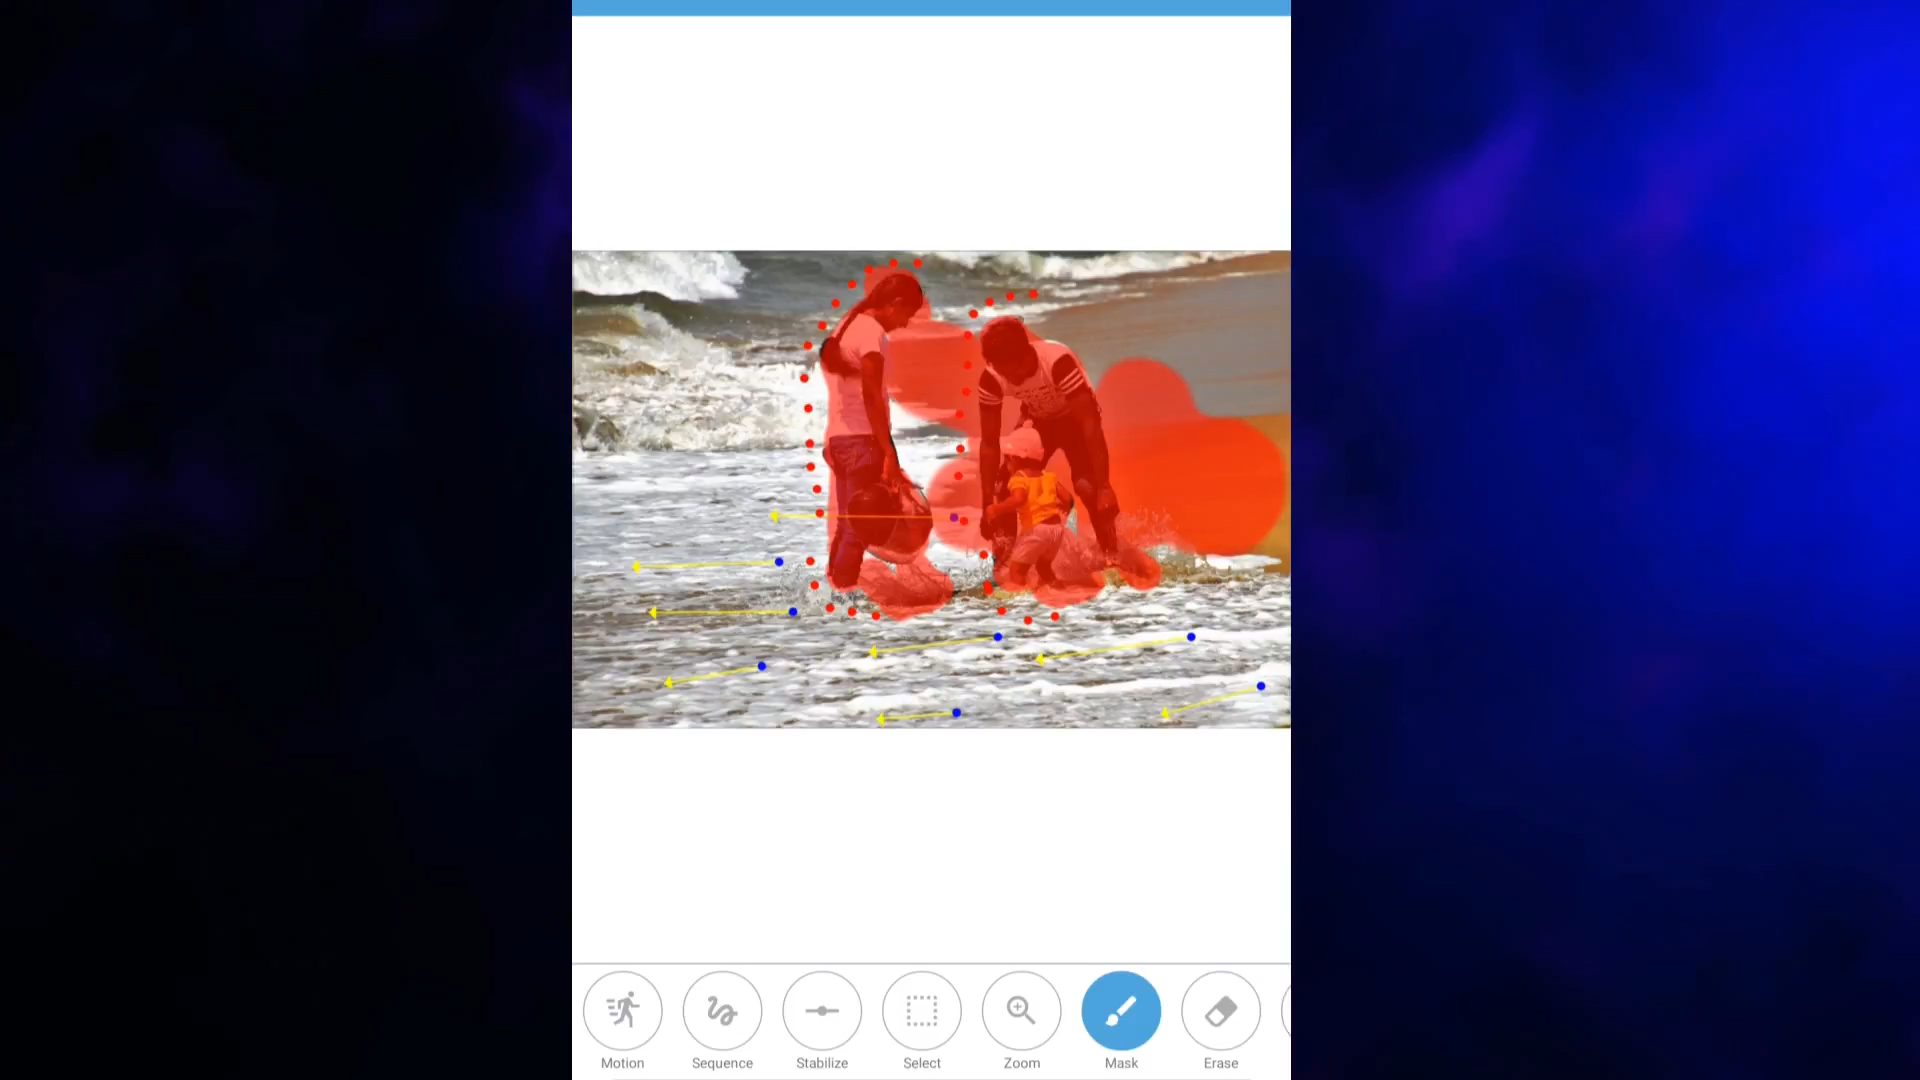 Motion
Sequence
Stabilize
Select
Zoom
Mask
Erase